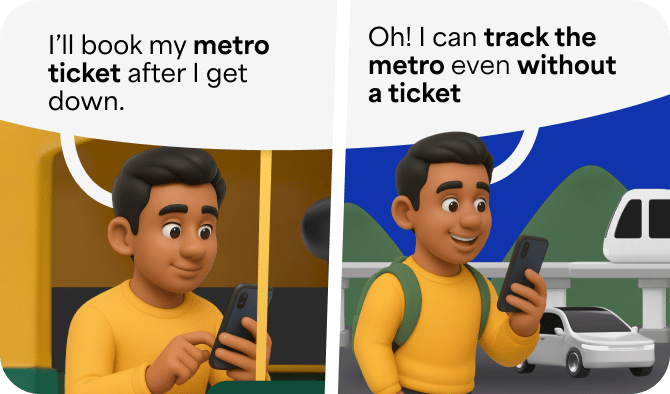 I'll book my metro
ticket after I get
down.
Oh! I can track the
metro even without
a ticket